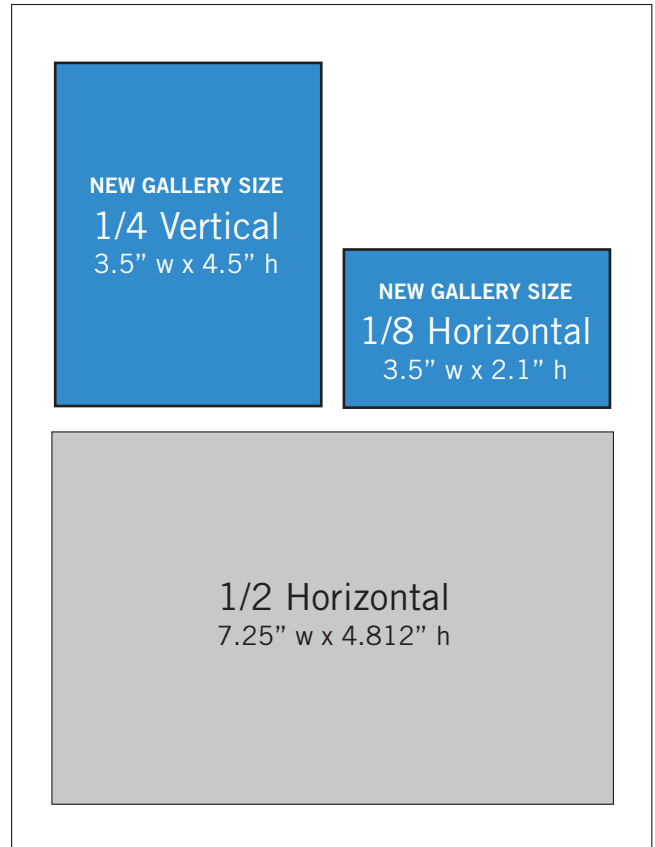 NEW GALLERY SIZE
1/4 Vertical
3.5” w x 4.5” h
NEW GALLERY SIZE
1/8 Horizontal
3.5” w x 2.1” h
1/2 Horizontal
7.25” w x 4.812” h